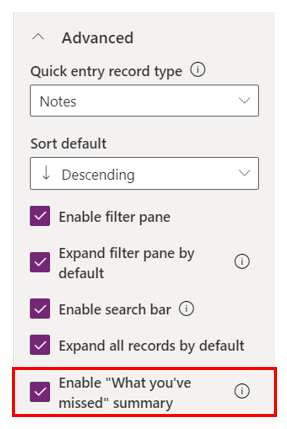 Advanced
Quick entry record type
Notes
Sort default
↓ Descending
Enable filter pane
Expand filter pane by
default
Enable search bar
Expand all records by default
Enable "What you've
missed" summary